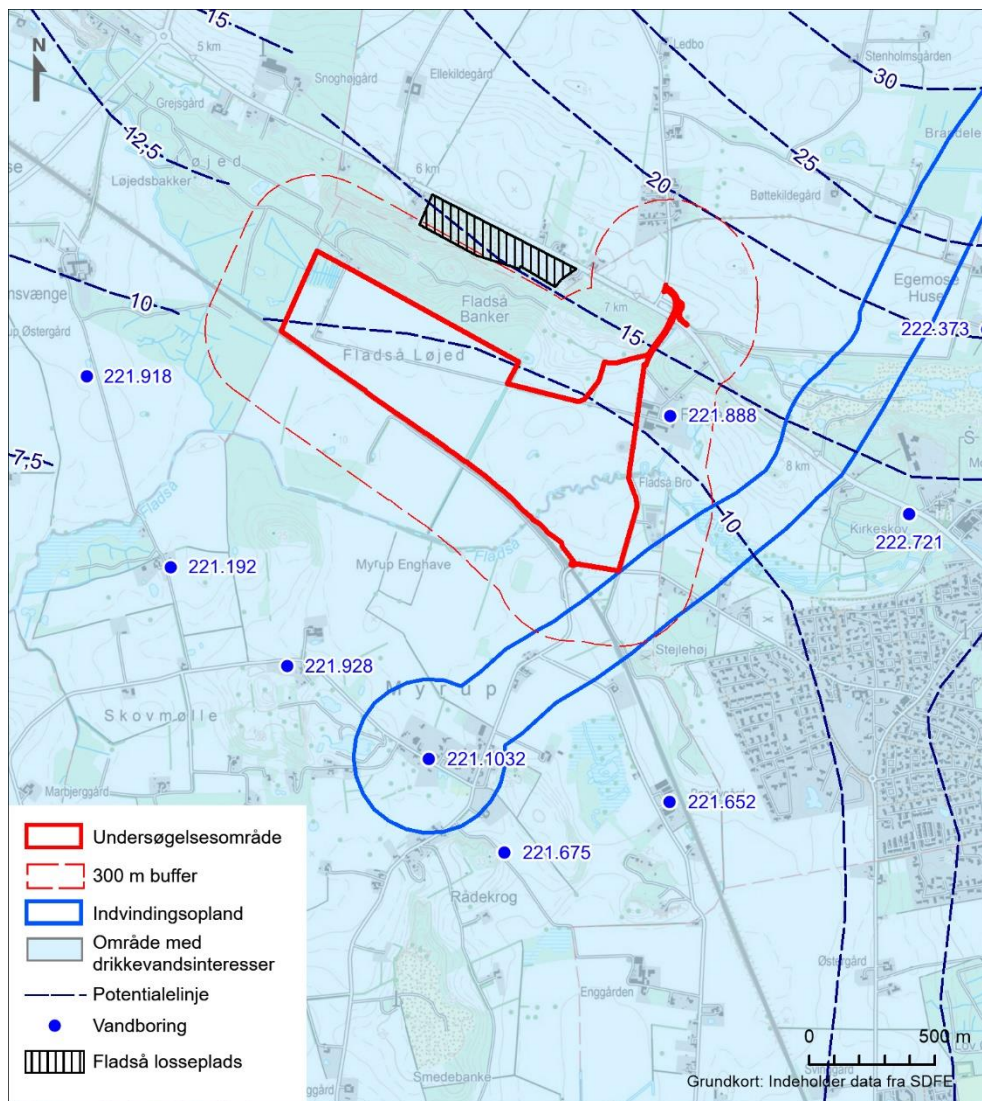 15
N
5 km
Ledbo
Stenholmsgården
Snoghøjgård
Ellekildegård
30
Grejsgård
12,5
25
Løjed
6 km
20
Løjedsbakker
Bøttekildegård
Egemose
Huse
10
Fladså
Banker
7 km
15
222.373
Fladså Løjed
221.918
221.888
7,5
8 km
Fladså Bro
10
Kirkeskov
222.721
Fladså
Fladså
221.192
Myrup Enghave
Stejlehøj
221.928
Myrup
Skovmølle
221.1032
Marbjerggård
221.652
221.675
Rådekrog
Undersøgelsesområde
300 m buffer
Indvindingsopland
Område med
drikkevandsinteresser
Potentialelinje
Vandboring
Fladså losseplads
Enggården
Østergård
Smedebanke
0 500 m
Grundkort: Indeholder data fra SDFE